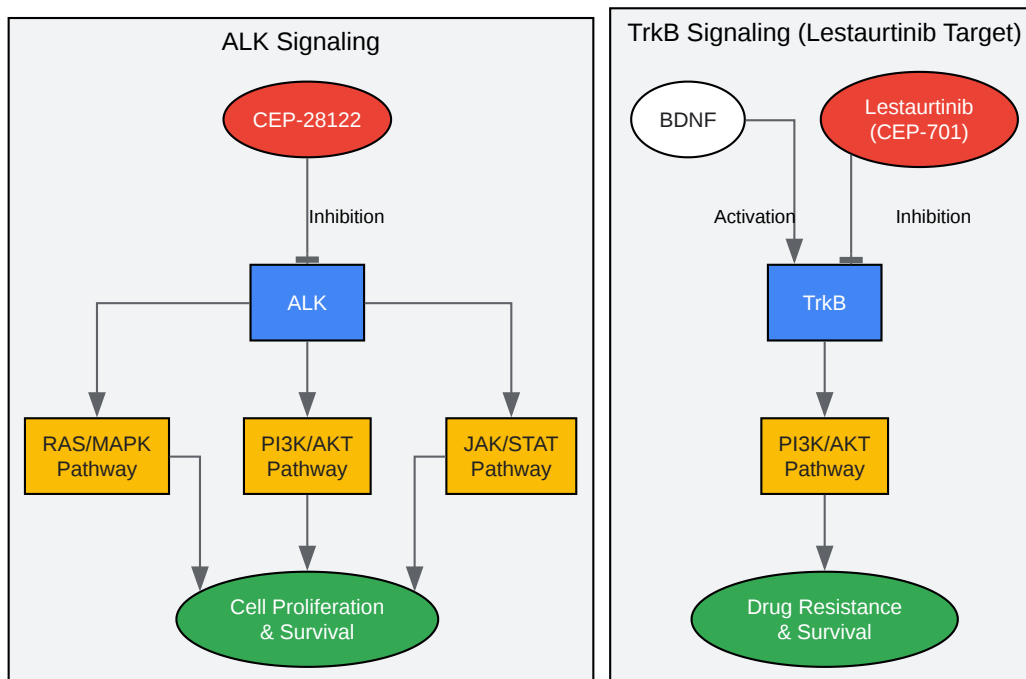 ALK Signaling
CEP-28122
Inhibition
ALK
RAS/MAPK
Pathway
PI3K/AKT
Pathway
JAK/STAT
Pathway
Cell Proliferation
& Survival
TrkB Signaling (Lestaurtinib Target)
BDNF
Lestaurtinib
(CEP-701)
Activation
Inhibition
TrkB
PI3K/AKT
Pathway
Drug Resistance
& Survival